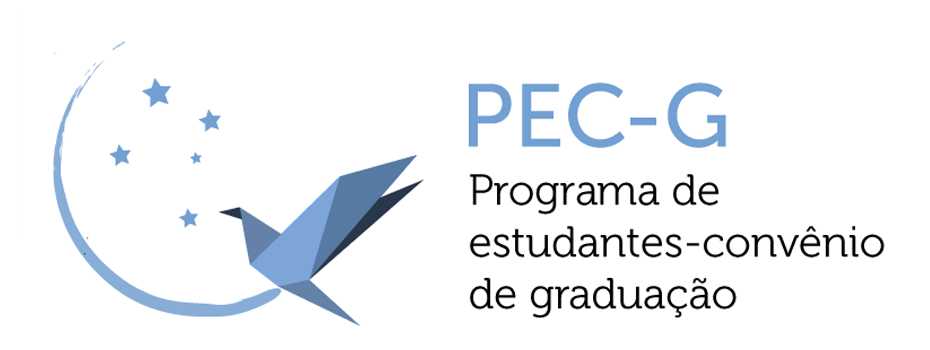 PEC-G
Programa de
estudantes-convênio
de graduação